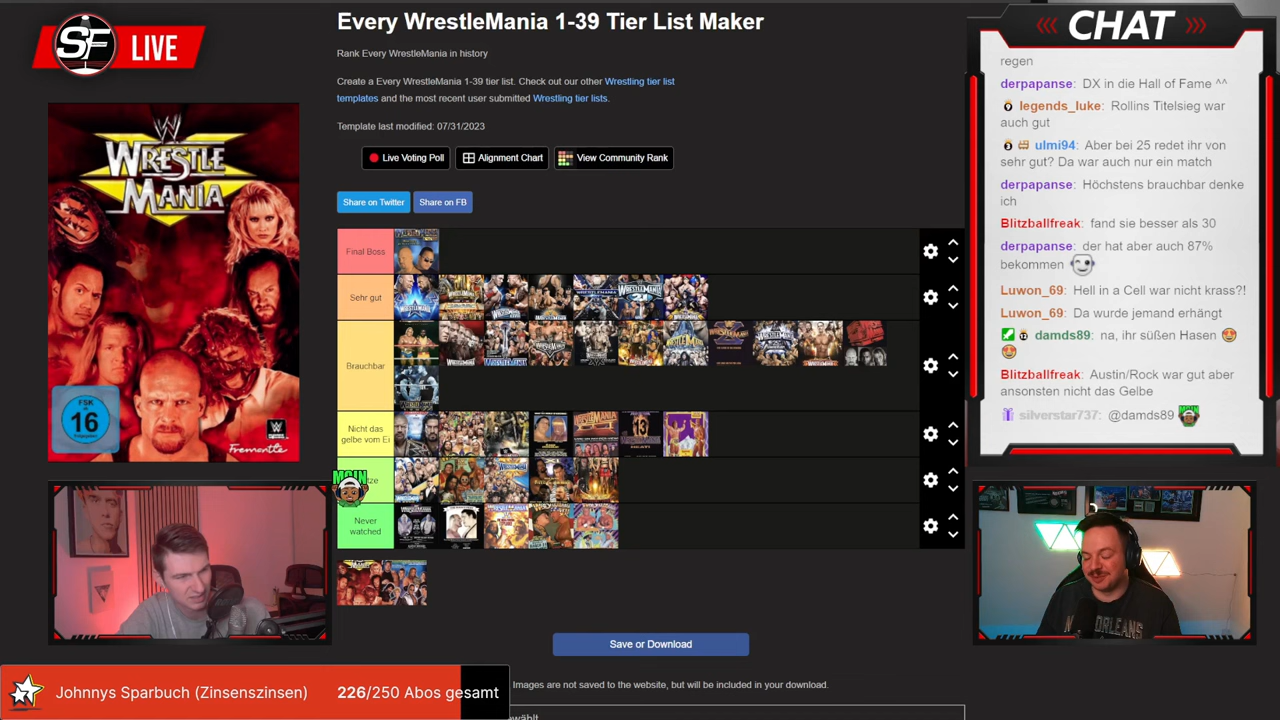 SF LIVE
Every WrestleMania 1-39 Tier List Maker
Rank Every WrestleMania in history
Create a Every WrestleMania 1-39 tier list. Check out our other Wrestling tier list
templates and the most recent user submitted Wrestling tier lists.
Template last modified: 07/31/2023
Live Voting Poll
Alignment Chart
View Community Rank
Share on Twitter
Share on FB
W
WRESTLE
MANIA
FSK
ab
16
freigegeben
W
Fremantle
Final Boss
Sehr gut
Brauchbar
Nicht das
gelbe vom Ei
MOIN
tze
Never
watched
Save or Download
Images are not saved to the website, but will be included in your download.
CHAT
regen
derpapanse: DX in die Hall of Fame ^^
legends_luke: Rollins Titelsieg war
auch gut
ulmi94: Aber bei 25 redet ihr von
sehr gut? Da war auch nur ein match
derpapanse: Höchstens brauchbar denke
ich
Blitzballfreak: fand sie besser als 30
derpapanse: der hat aber auch 87%
bekommen
Luwon_69: Hell in a Cell war nicht krass?!
Luwon_69: Da wurde jemand erhängt
damds89: na, ihr süßen Hasen
Blitzballfreak: Austin/Rock war gut aber
ansonsten nicht das Gelbe
silverstar737: @damds89
Johnnys Sparbuch (Zinsenszinsen) 226/250 Abos gesamt